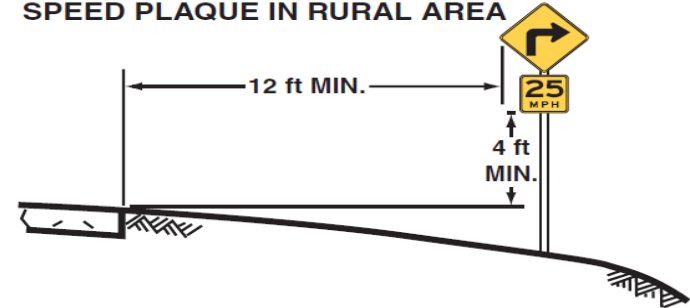 SPEED PLAQUE IN RURAL AREA
12 ft MIN.
25
MPH
4 ft
MIN.